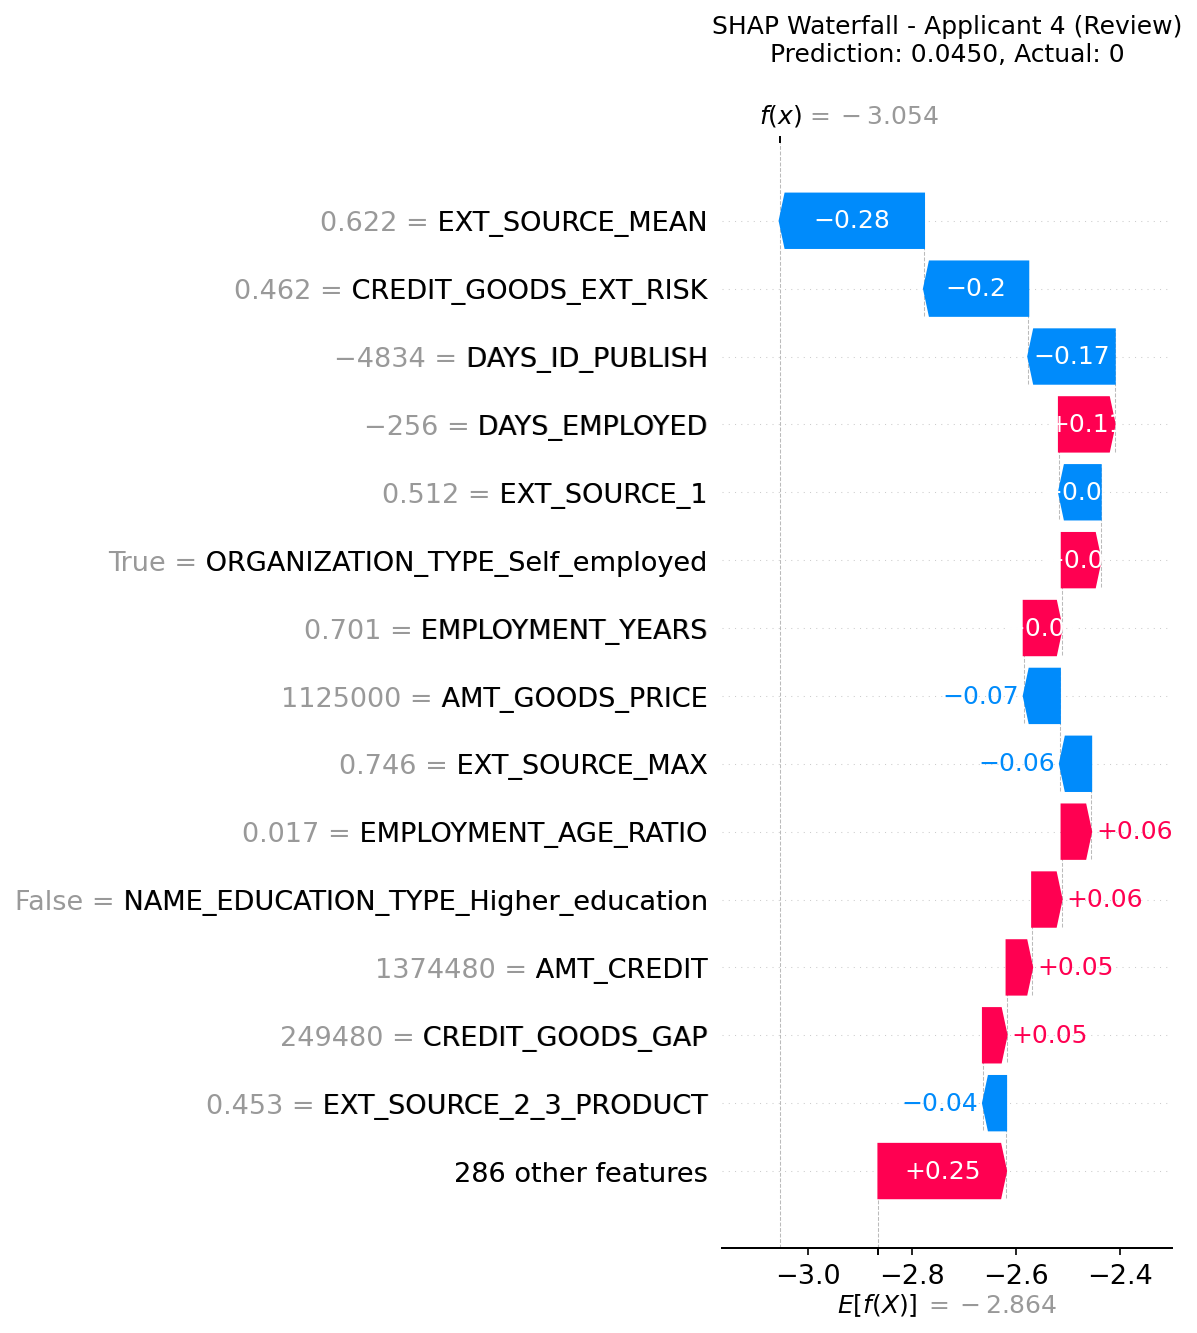 SHAP Waterfall - Applicant 4 (Review)
Prediction: 0.0450, Actual: 0
f(x) = −3.054
0.622 = EXT_SOURCE_MEAN −0.28
0.462 = CREDIT_GOODS_EXT_RISK −0.2
−4834 = DAYS_ID_PUBLISH −0.17
−256 = DAYS_EMPLOYED +0.11
0.512 = EXT_SOURCE_1
True = ORGANIZATION_TYPE_Self_employed
0.701 = EMPLOYMENT_YEARS
1125000 = AMT_GOODS_PRICE −0.07
0.746 = EXT_SOURCE_MAX −0.06
0.017 = EMPLOYMENT_AGE_RATIO +0.06
False = NAME_EDUCATION_TYPE_Higher_education +0.06
1374480 = AMT_CREDIT +0.05
249480 = CREDIT_GOODS_GAP +0.05
0.453 = EXT_SOURCE_2_3_PRODUCT −0.04
286 other features +0.25
−3.0 −2.8 −2.6 −2.4
E[f(X)] = −2.864